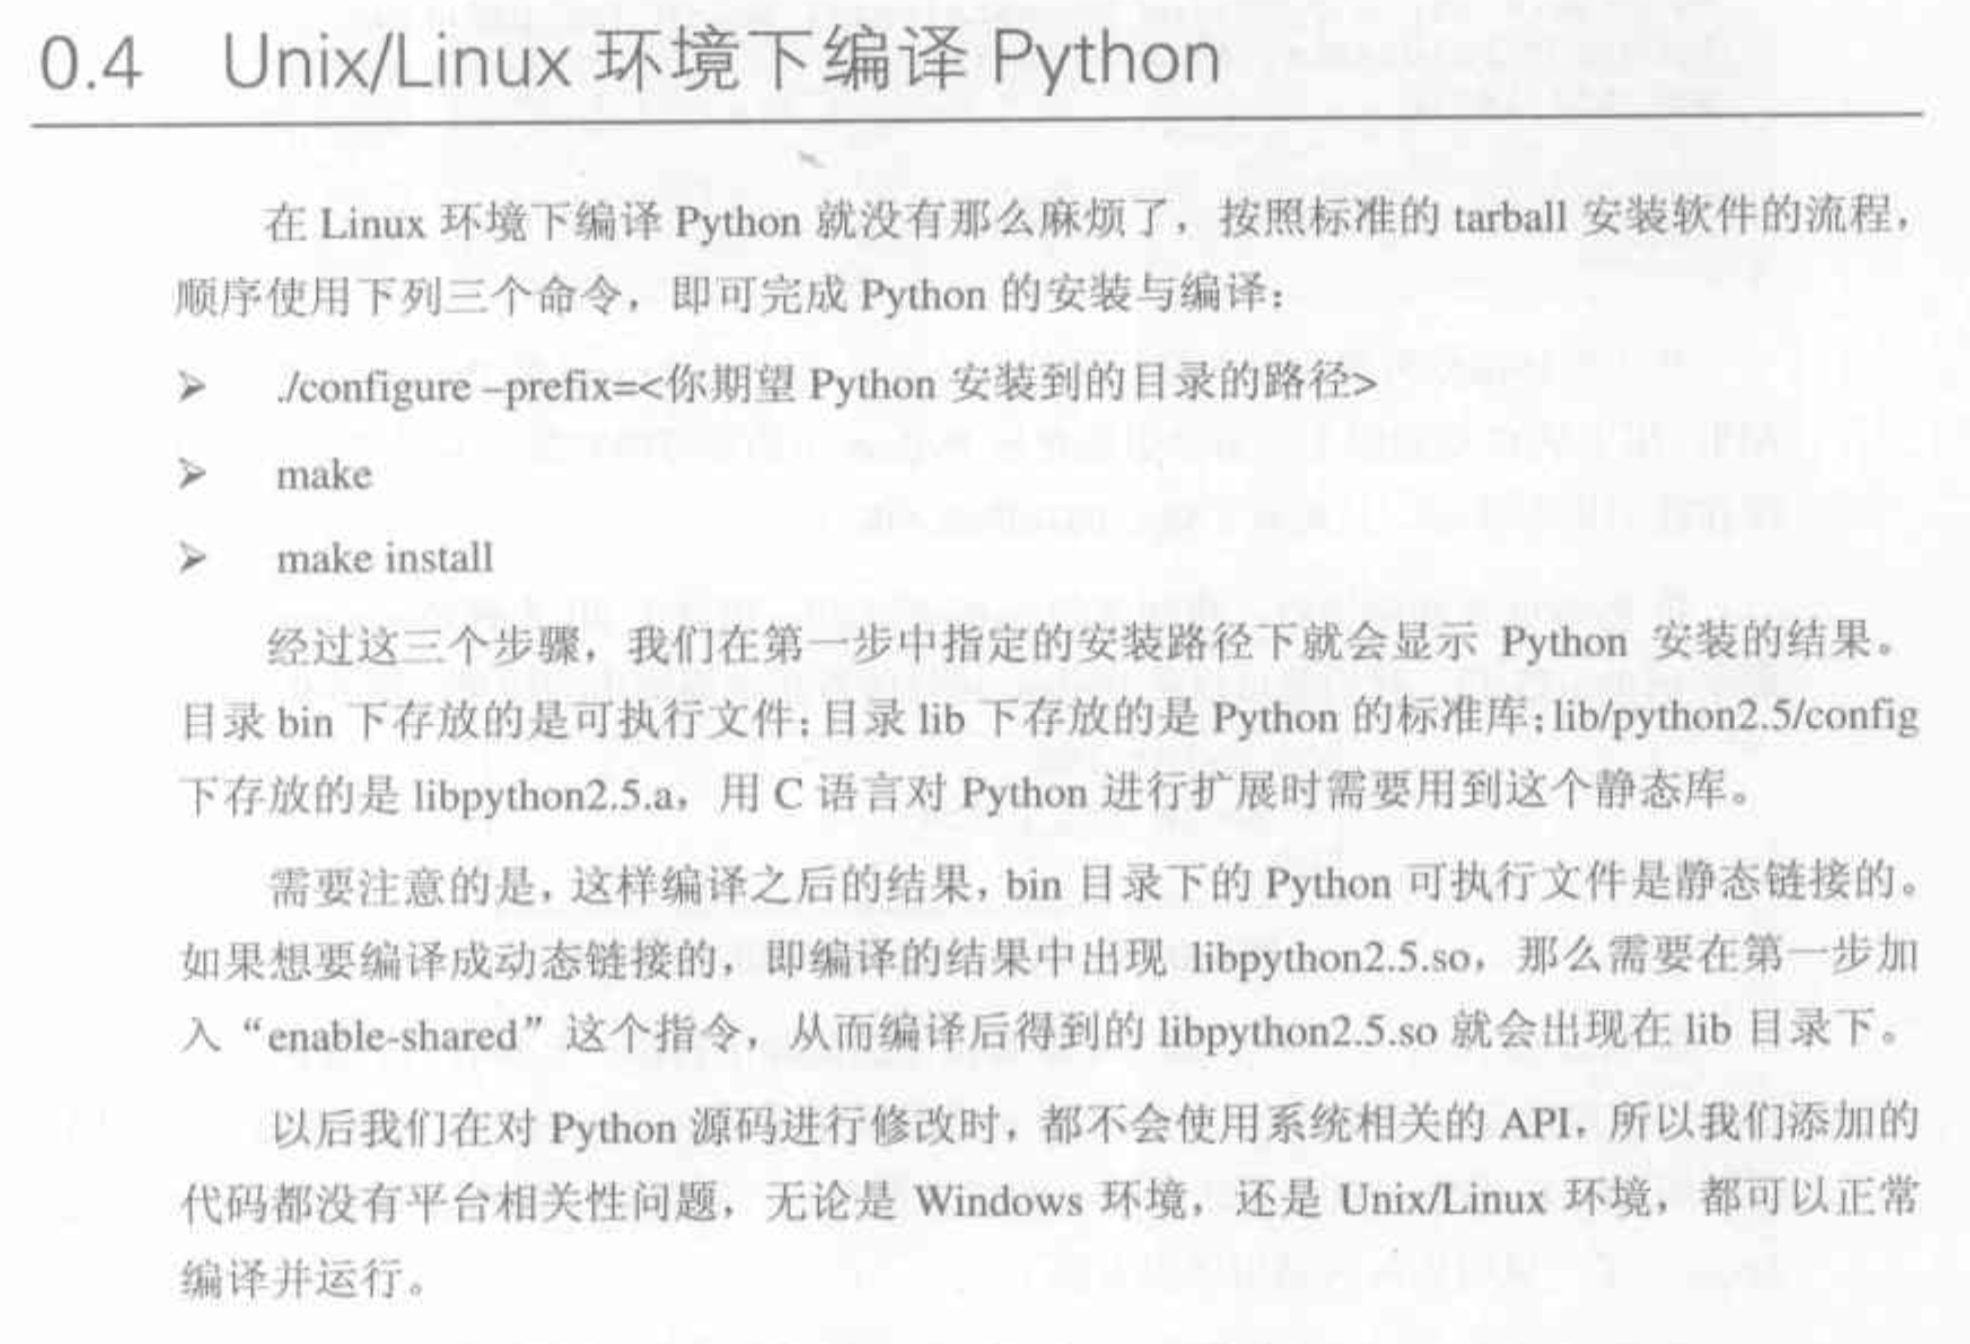 0.4 Unix/Linux 环境下编译 Python
在 Linux 环境下编译 Python 就没有那么麻烦了，按照标准的 tarball 安装软件的流程，
顺序使用下列三个命令，即可完成 Python 的安装与编译：
➢ ./configure –prefix=<你期望 Python 安装到的目录的路径>
➢ make
➢ make install
经过这三个步骤，我们在第一步中指定的安装路径下就会显示 Python 安装的结果。
目录 bin 下存放的是可执行文件；目录 lib 下存放的是 Python 的标准库；lib/python2.5/config
下存放的是 libpython2.5.a，用 C 语言对 Python 进行扩展时需要用到这个静态库。
需要注意的是，这样编译之后的结果，bin 目录下的 Python 可执行文件是静态链接的。
如果想要编译成动态链接的，即编译的结果中出现 libpython2.5.so，那么需要在第一步加
入“enable-shared”这个指令，从而编译后得到的 libpython2.5.so 就会出现在 lib 目录下。
以后我们在对 Python 源码进行修改时，都不会使用系统相关的 API，所以我们添加的
代码都没有平台相关性问题，无论是 Windows 环境，还是 Unix/Linux 环境，都可以正常
编译并运行。